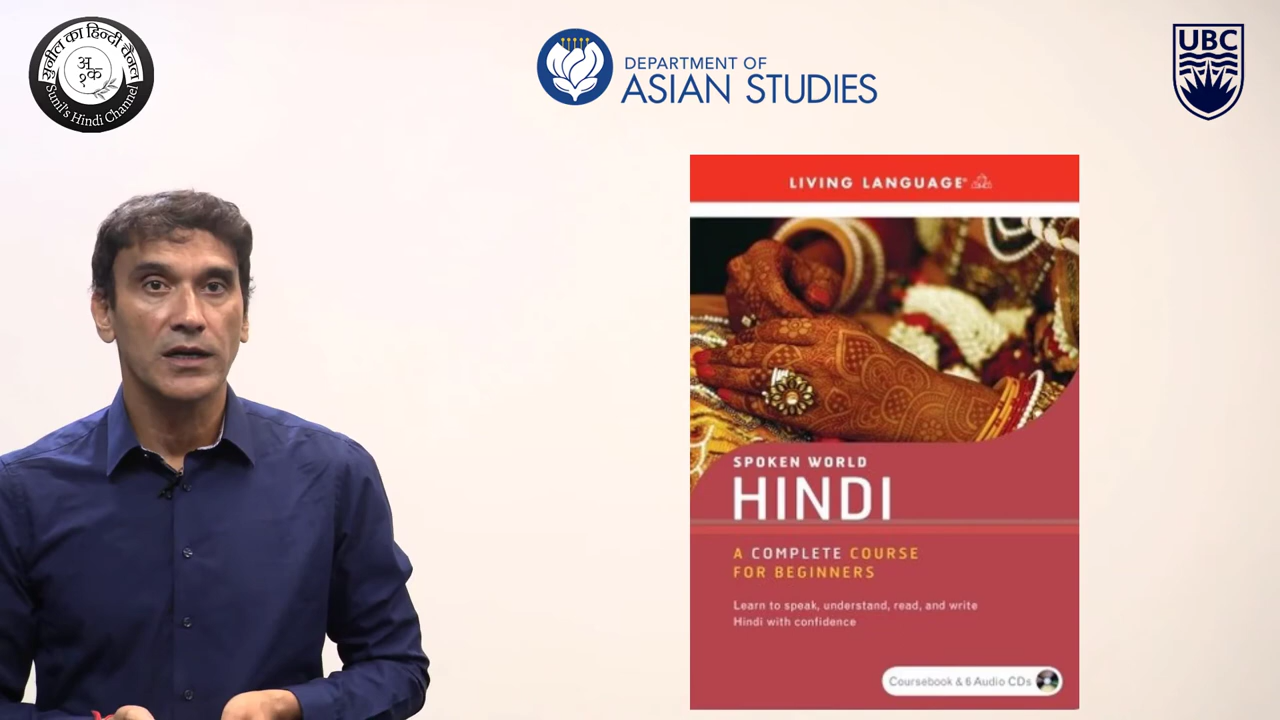 सुनील का हिन्दी चैनल
अ
क
Sunil's Hindi Channel
DEPARTMENT OF
ASIAN STUDIES
UBC
LIVING LANGUAGE
SPOKEN WORLD
HINDI
A COMPLETE COURSE
FOR BEGINNERS
Learn to speak, understand, read, and write
Hindi with confidence
Coursebook & 6 Audio CDs